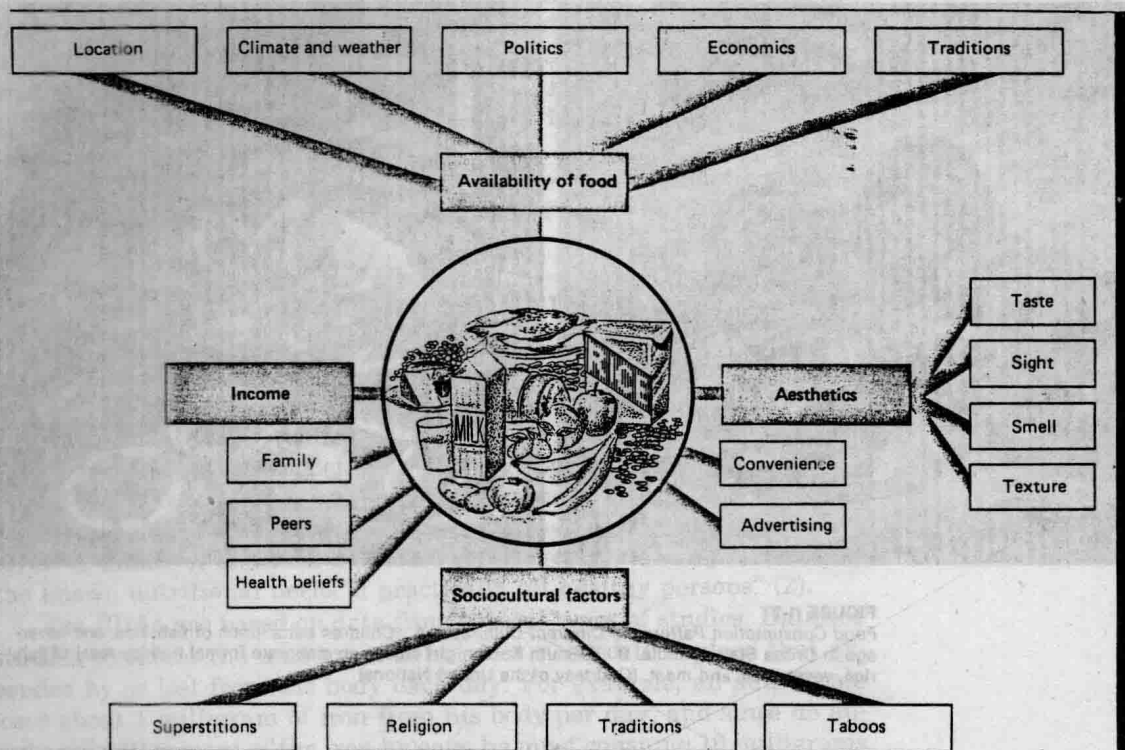 Location
Climate and weather
Politics
Economics
Traditions
Availability of food
Taste
Sight
Smell
Texture
RICE
MILK
Income
Aesthetics
Family
Convenience
Peers
Advertising
Health beliefs
Sociocultural factors
Superstitions
Religion
Traditions
Taboos